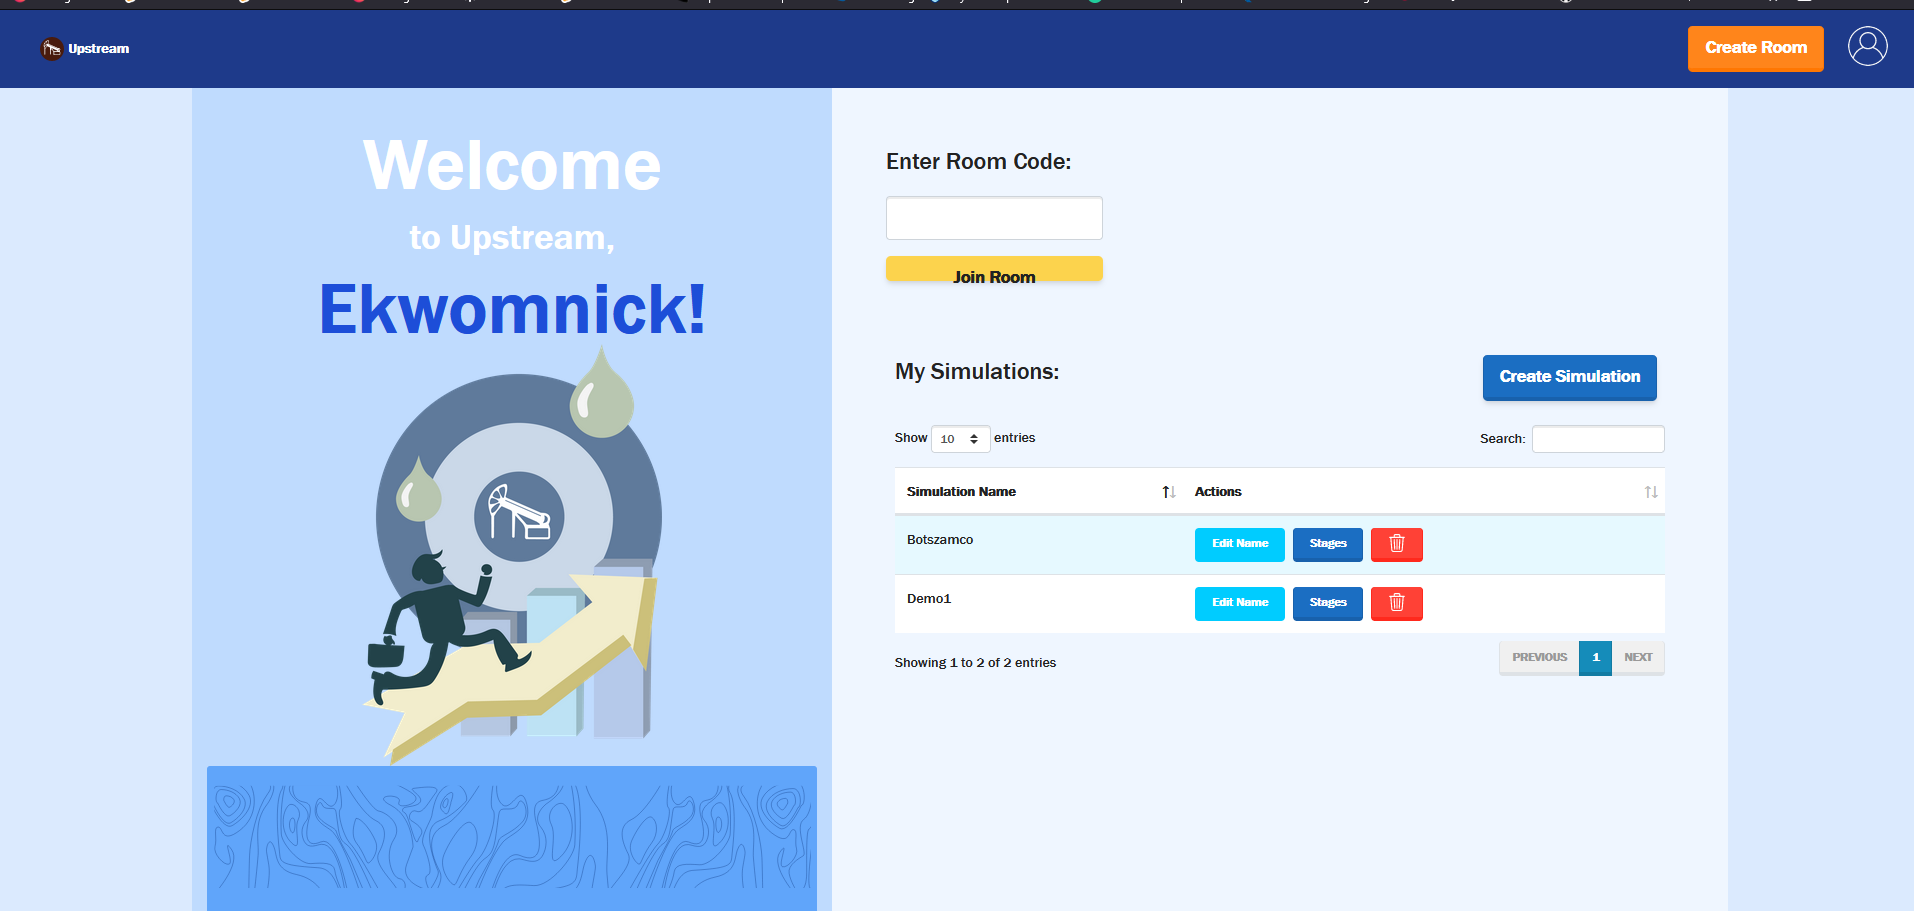 Upstream
Create Room
Welcome
to Upstream,
Ekwomnick!
Enter Room Code:
Join Room
My Simulations:
Create Simulation
Show 10 entries
Search:
Simulation Name Actions
Botszamco Edit Name Stages
Demo1 Edit Name Stages
Showing 1 to 2 of 2 entries
PREVIOUS 1 NEXT